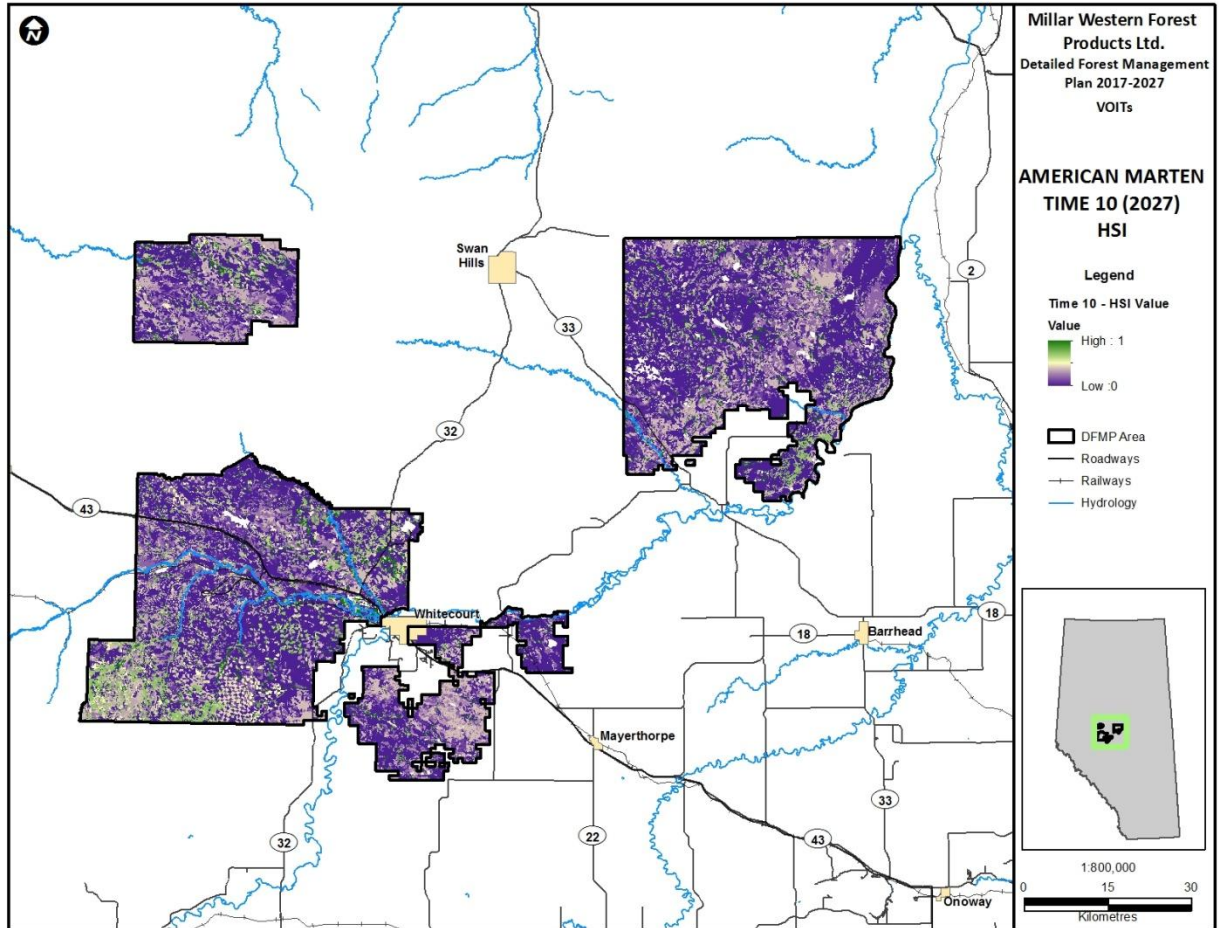 N
Swan
Hills
2
33
32
43
Whitecourt
18
18
Barrhead
Mayerthorpe
33
32
22
43
Onoway
Millar Western Forest
Products Ltd.
Detailed Forest Management
Plan 2017-2027
VOITs
AMERICAN MARTEN
TIME 10 (2027)
HSI
Legend
Time 10 - HSI Value
Value
High : 1
Low :0
DFMP Area
Roadways
Railways
Hydrology
1:800,000
0 15 30
Kilometres